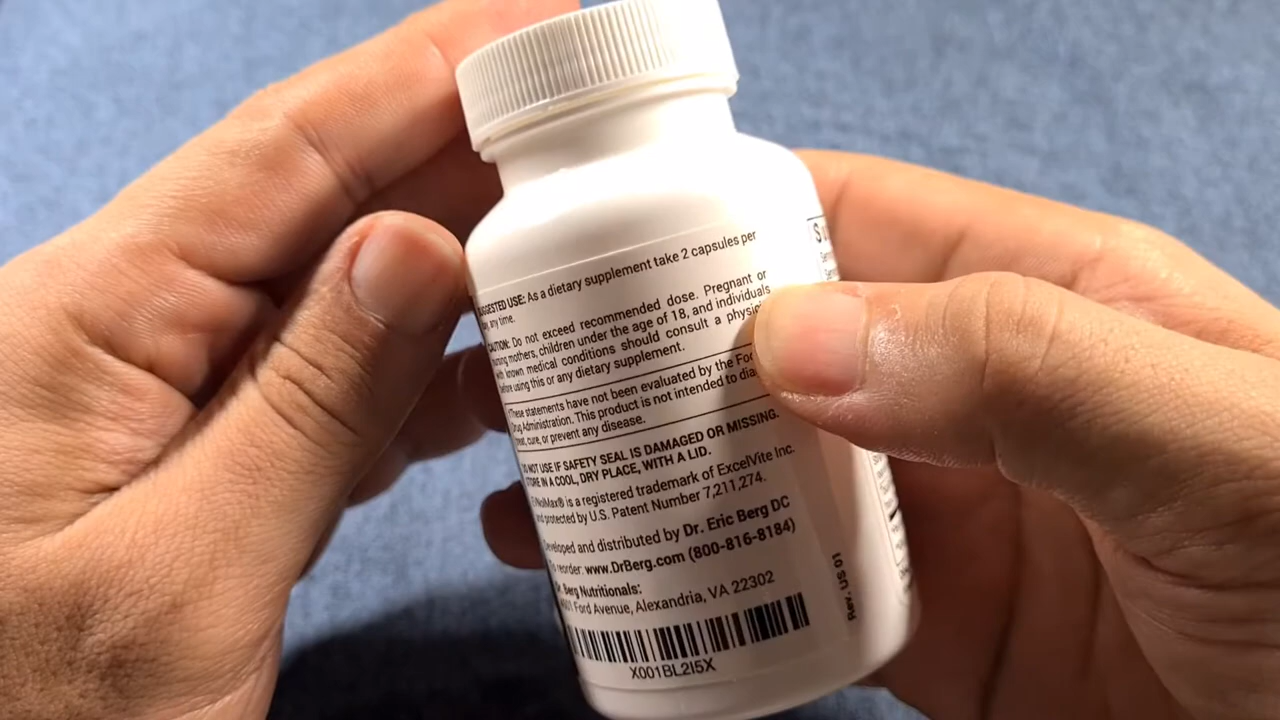 SUGGESTED USE: As a dietary supplement take 2 capsules per
day, any time.
CAUTION: Do not exceed recommended dose. Pregnant or
nursing mothers, children under the age of 18, and individuals
with known medical conditions should consult a
before using this or any dietary supplement.
These statements have not been evaluated by the
Drug Administration. This product is not intended to
treat, cure, or prevent any disease.
DO NOT USE IF SAFETY SEAL IS DAMAGED OR MISSING.
STORE IN A COOL, DRY PLACE, WITH A LID.
is a registered trademark of ExcelVite Inc.
and protected by U.S. Patent Number 7,211,274.
Developed and distributed by Dr. Eric Berg DC
To reorder: www.DrBerg.com (800-816-8184)
Dr. Berg Nutritionals:
Ford Avenue, Alexandria, VA 22302
X001BL2I5X
Rev. US 01